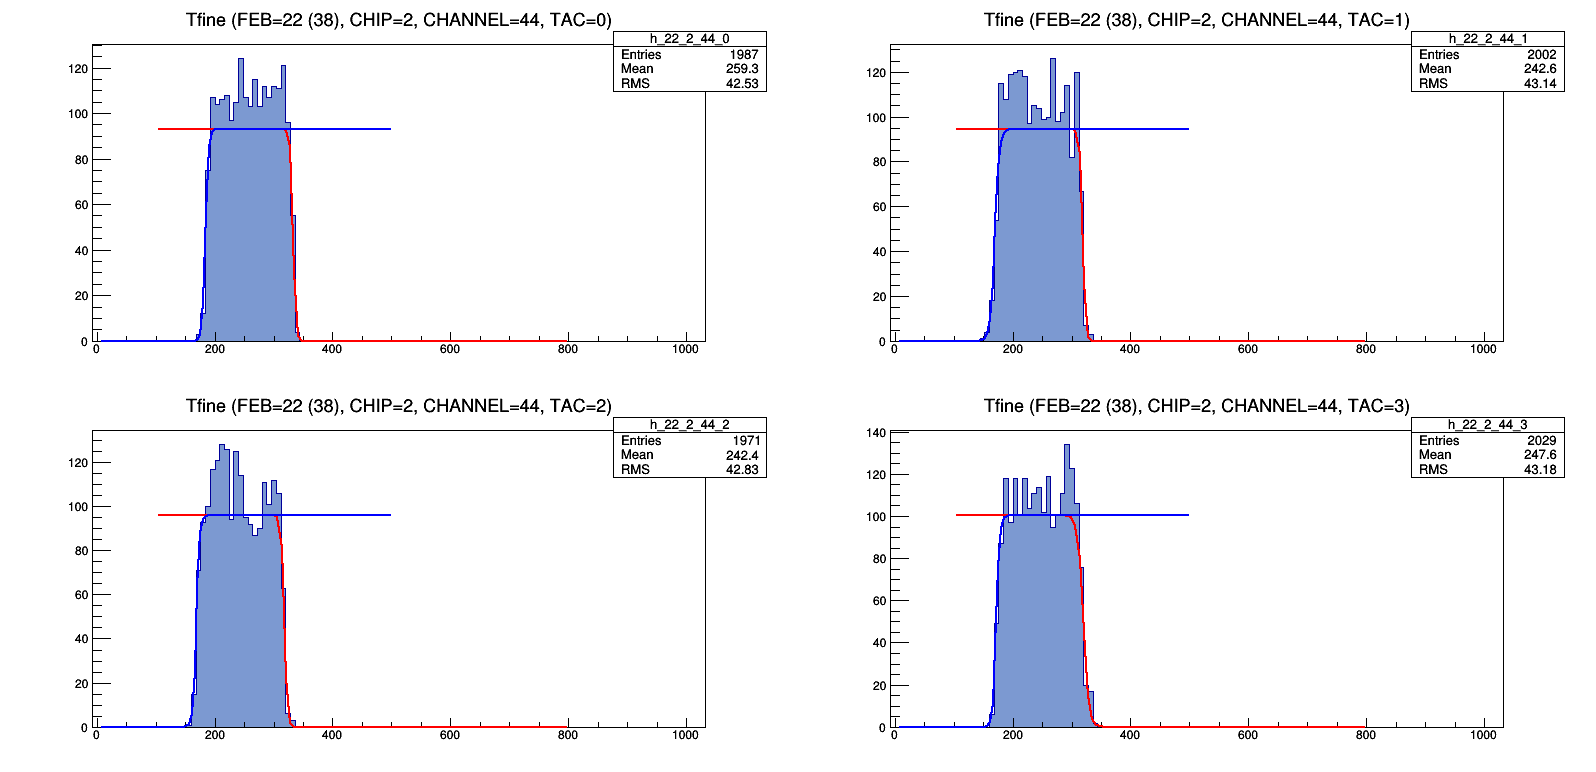 Tfine (FEB=22 (38), CHIP=2, CHANNEL=44, TAC=0)
h_22_2_44_0
Entries 1987
Mean 259.3
RMS 42.53
120
100
80
60
40
20
0
0 200 400 600 800 1000
Tfine (FEB=22 (38), CHIP=2, CHANNEL=44, TAC=1)
h_22_2_44_1
Entries 2002
Mean 242.6
RMS 43.14
120
100
80
60
40
20
0
0 200 400 600 800 1000
Tfine (FEB=22 (38), CHIP=2, CHANNEL=44, TAC=2)
h_22_2_44_2
Entries 1971
Mean 242.4
RMS 42.83
120
100
80
60
40
20
0
0 200 400 600 800 1000
Tfine (FEB=22 (38), CHIP=2, CHANNEL=44, TAC=3)
h_22_2_44_3
Entries 2029
Mean 247.6
RMS 43.18
140
120
100
80
60
40
20
0
0 200 400 600 800 1000